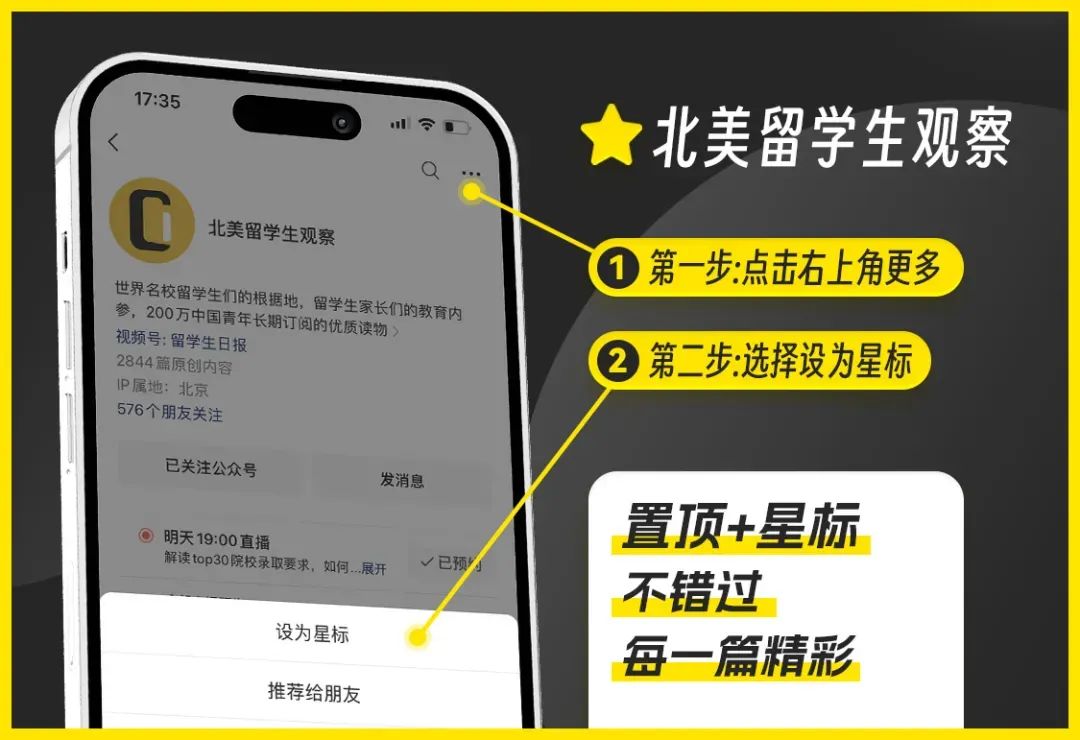 17:35
北美留学生观察
世界名校留学生们的根据地，留学生家长们的教育内
参，200万中国青年长期订阅的优质读物
视频号: 留学生日报
2844篇原创内容
IP属地：北京
576个朋友关注
已关注公众号
发消息
明天19:00直播
解读top30院校录取要求，如何...展开
已预约
设为星标
推荐给朋友
北美留学生观察
1 第一步:点击右上角更多
2 第二步:选择设为星标
置顶+星标
不错过
每一篇精彩